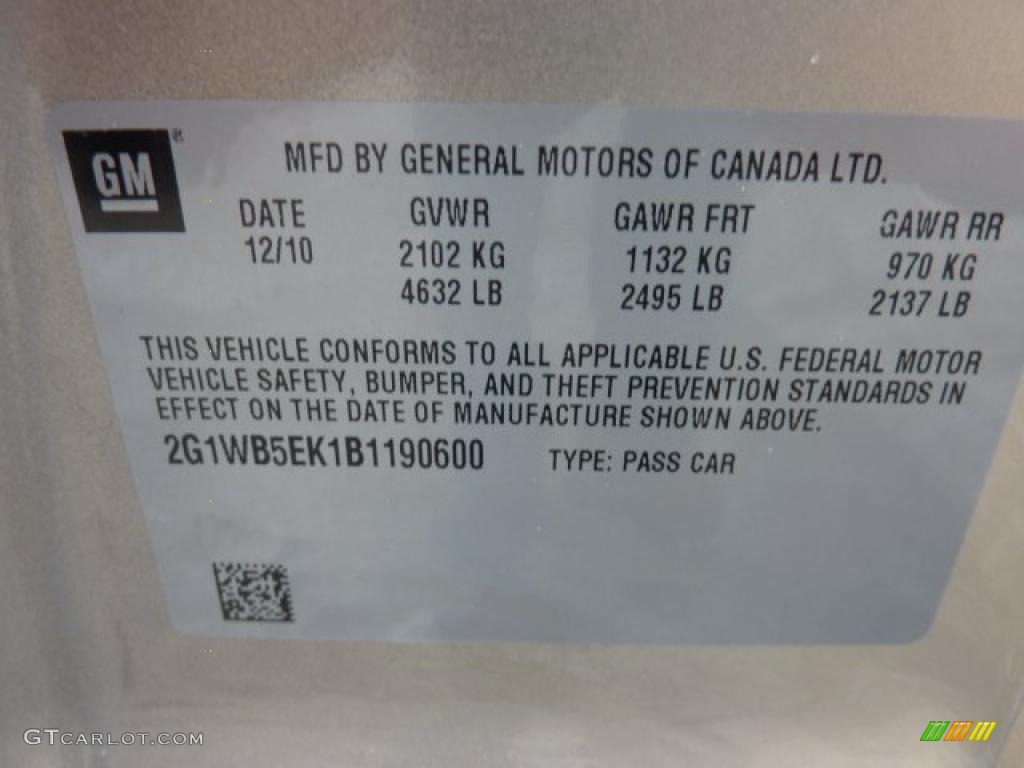 GM
MFD BY GENERAL MOTORS OF CANADA LTD.
DATE GVWR GAWR FRT GAWR RR
12/10 2102 KG 1132 KG 970 KG
4632 LB 2495 LB 2137 LB
THIS VEHICLE CONFORMS TO ALL APPLICABLE U.S. FEDERAL MOTOR
VEHICLE SAFETY, BUMPER, AND THEFT PREVENTION STANDARDS IN
EFFECT ON THE DATE OF MANUFACTURE SHOWN ABOVE.
2G1WB5EK1B1190600 TYPE: PASS CAR
GTCARLOT.COM